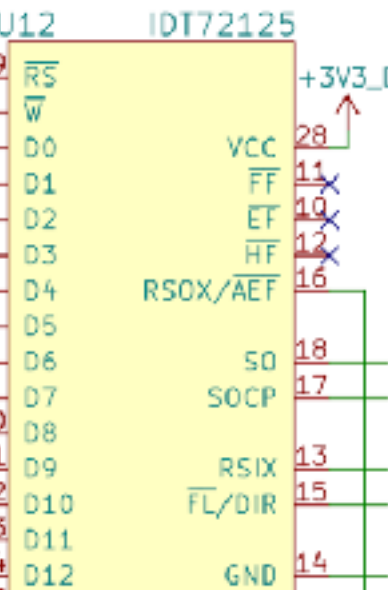 U12 IDT72125
RS +3V3_D
W
D0 VCC 28
D1 FF 11
D2 EF 10
D3 HF 12
D4 RSOX/AEF 16
D5
D6 SO 18
D7 SOCP 17
D8
D9 RSIX 13
D10 FL/DIR 15
D11
D12 GND 14